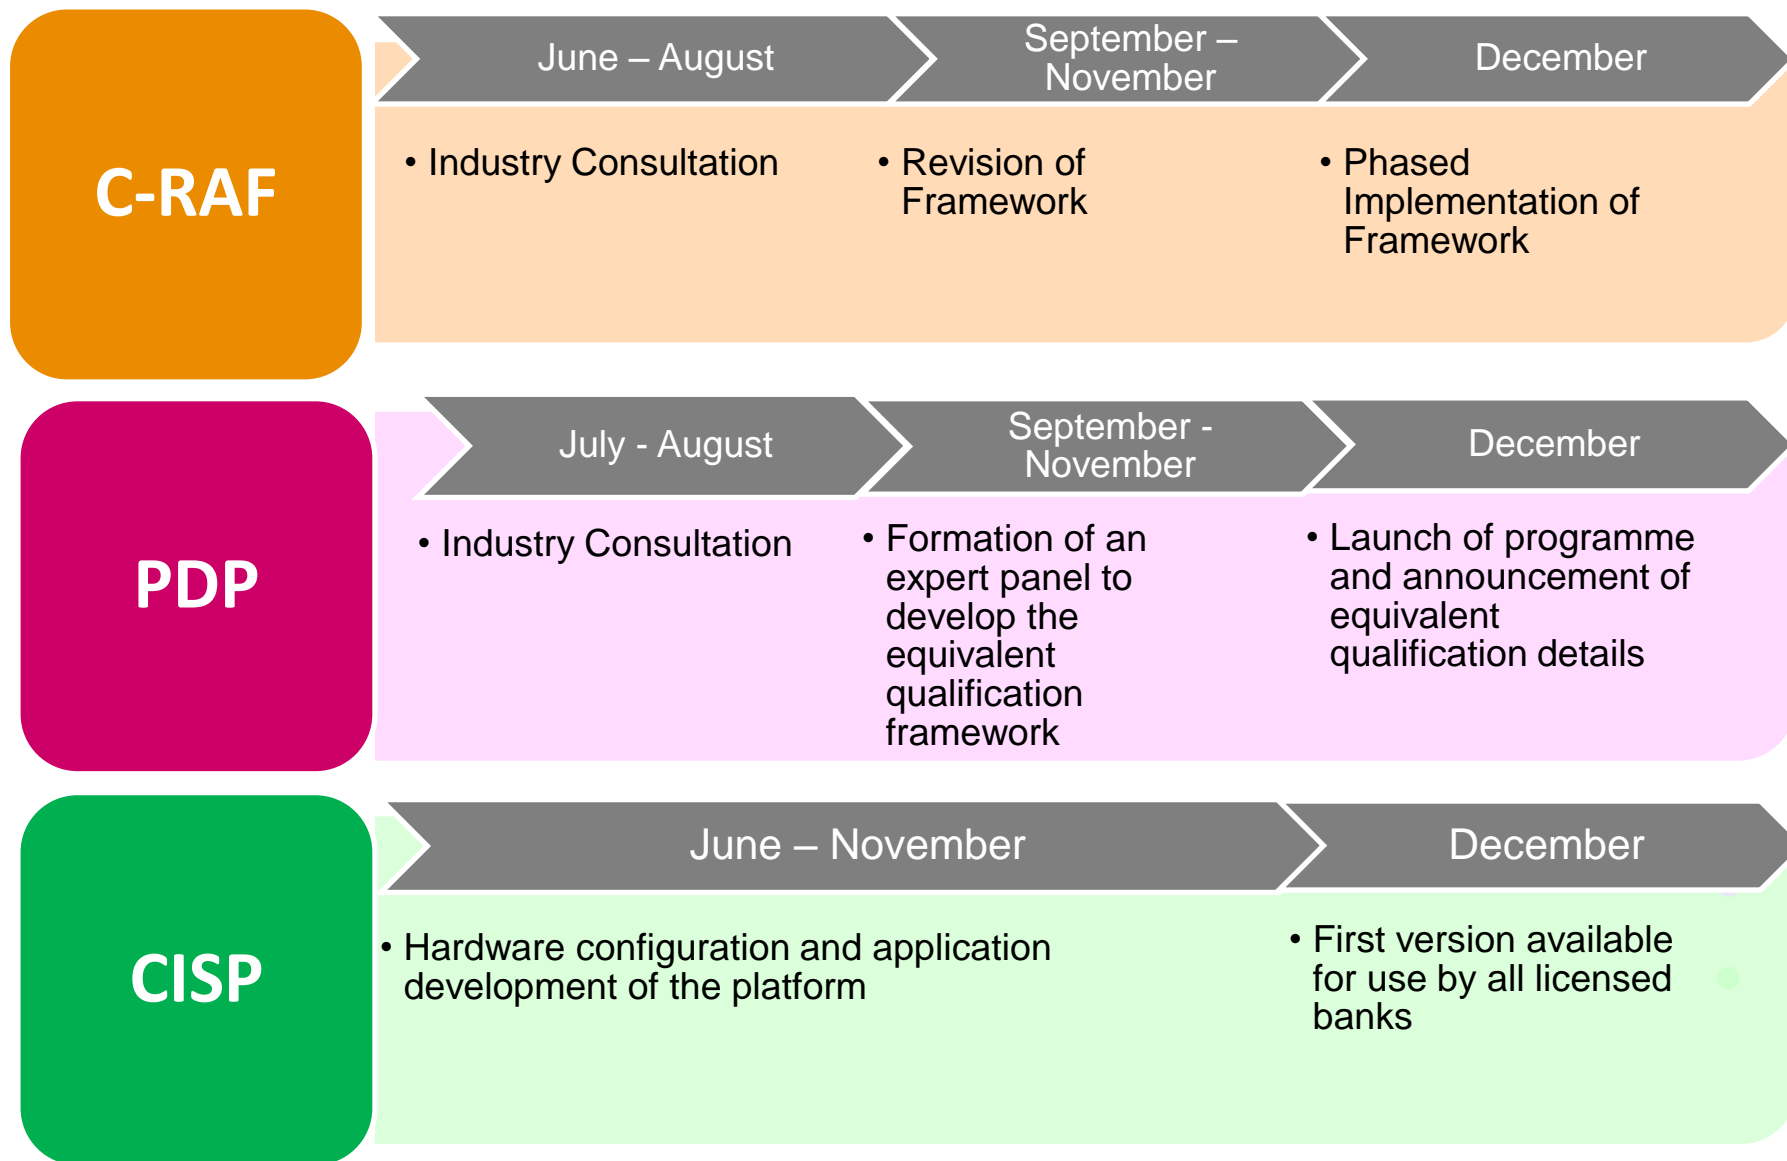 C-RAF
June – August
September –
November
December
• Industry Consultation
• Revision of
Framework
• Phased
Implementation of
Framework
PDP
July - August
September -
November
December
• Industry Consultation
• Formation of an
expert panel to
develop the
equivalent
qualification
framework
• Launch of programme
and announcement of
equivalent
qualification details
CISP
June – November
December
• Hardware configuration and application
development of the platform
• First version available
for use by all licensed
banks